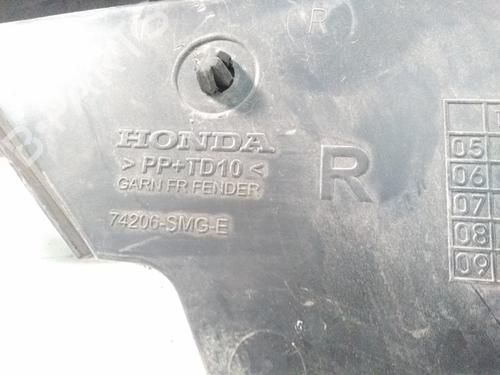 R
HONDA
> PP+TD10 <
GARN FR FENDER
R
74206-SMG-E
05
06
07
08
09